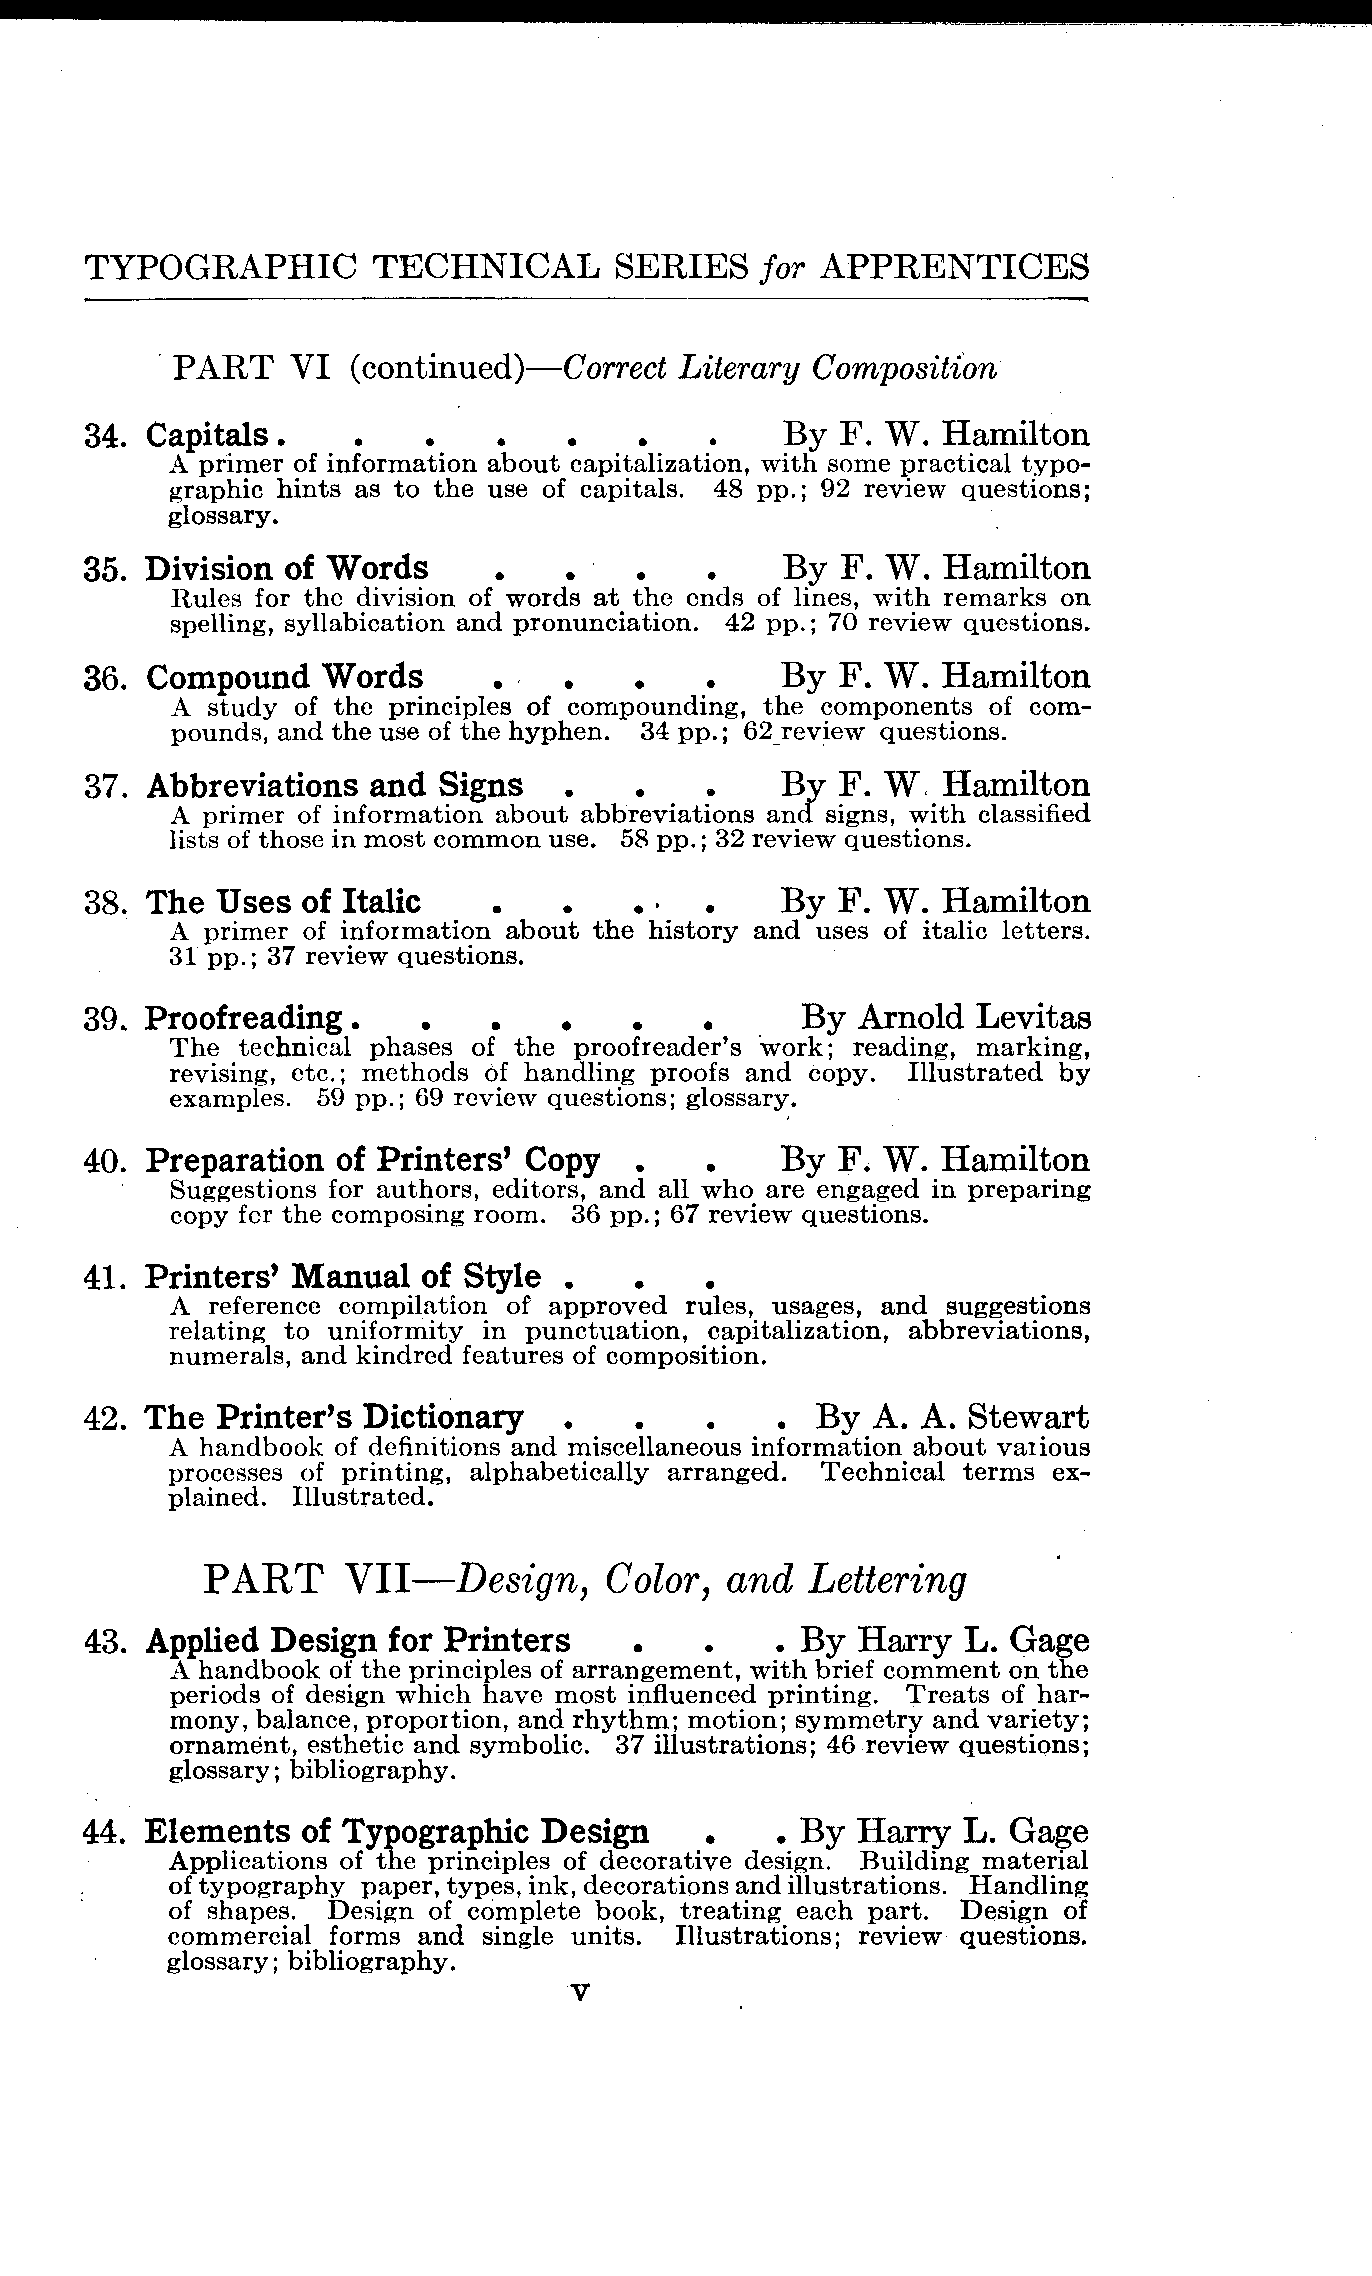 TYPOGRAPHIC TECHNICAL SERIES for APPRENTICES
PART VI (continued)—Correct Literary Composition
34. Capitals . . . . . . . By F. W. Hamilton
A primer of information about capitalization, with some practical typo-
graphic hints as to the use of capitals. 48 pp.; 92 review questions;
glossary.
35. Division of Words . . . . By F. W. Hamilton
Rules for the division of words at the ends of lines, with remarks on
spelling, syllabication and pronunciation. 42 pp.; 70 review questions.
36. Compound Words . . . . By F. W. Hamilton
A study of the principles of compounding, the components of com-
pounds, and the use of the hyphen. 34 pp.; 62 review questions.
37. Abbreviations and Signs . . . By F. W. Hamilton
A primer of information about abbreviations and signs, with classified
lists of those in most common use. 58 pp.; 32 review questions.
38. The Uses of Italic . . . . By F. W. Hamilton
A primer of information about the history and uses of italic letters.
31 pp.; 37 review questions.
39. Proofreading . . . . . . By Arnold Levitas
The technical phases of the proofreader's work; reading, marking,
revising, etc.; methods of handling proofs and copy. Illustrated by
examples. 59 pp.; 69 review questions; glossary.
40. Preparation of Printers' Copy . . By F. W. Hamilton
Suggestions for authors, editors, and all who are engaged in preparing
copy for the composing room. 36 pp.; 67 review questions.
41. Printers' Manual of Style . . .
A reference compilation of approved rules, usages, and suggestions
relating to uniformity in punctuation, capitalization, abbreviations,
numerals, and kindred features of composition.
42. The Printer's Dictionary . . . . By A. A. Stewart
A handbook of definitions and miscellaneous information about various
processes of printing, alphabetically arranged. Technical terms ex-
plained. Illustrated.
PART VII—Design, Color, and Lettering
43. Applied Design for Printers . . . By Harry L. Gage
A handbook of the principles of arrangement, with brief comment on the
periods of design which have most influenced printing. Treats of har-
mony, balance, proportion, and rhythm; motion; symmetry and variety;
ornament, esthetic and symbolic. 37 illustrations; 46 review questions;
glossary; bibliography.
44. Elements of Typographic Design . . By Harry L. Gage
Applications of the principles of decorative design. Building material
of typography paper, types, ink, decorations and illustrations. Handling
of shapes. Design of complete book, treating each part. Design of
commercial forms and single units. Illustrations; review questions.
glossary; bibliography.
v